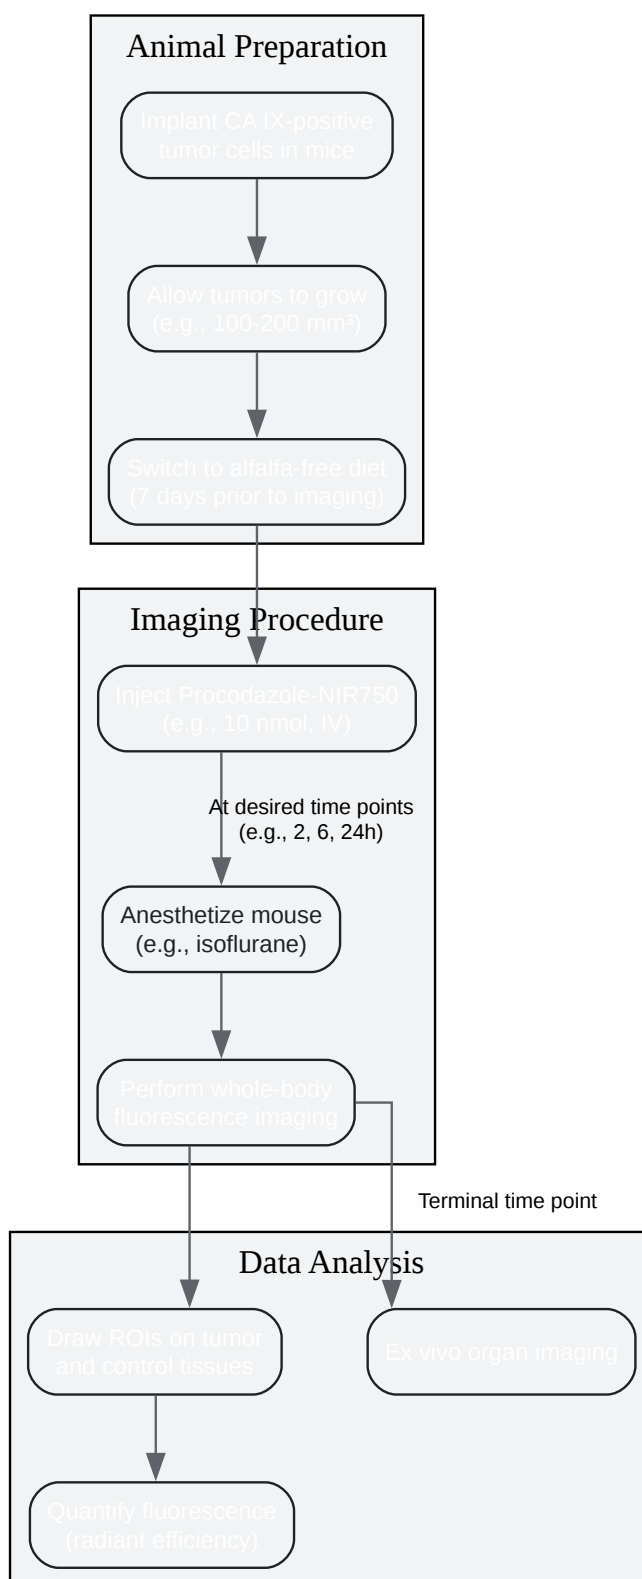 Animal Preparation
Implant CA IX-positive
tumor cells in mice
Allow tumors to grow
(e.g., 100-200 mm³)
Switch to alfalfa-free diet
(7 days prior to imaging)
Imaging Procedure
Inject Procodazole-NIR750
(e.g., 10 nmol, IV)
At desired time points
(e.g., 2, 6, 24h)
Anesthetize mouse
(e.g., isoflurane)
Perform whole-body
fluorescence imaging
Terminal time point
Data Analysis
Draw ROIs on tumor
and control tissues
Ex vivo organ imaging
Quantify fluorescence
(radiant efficiency)